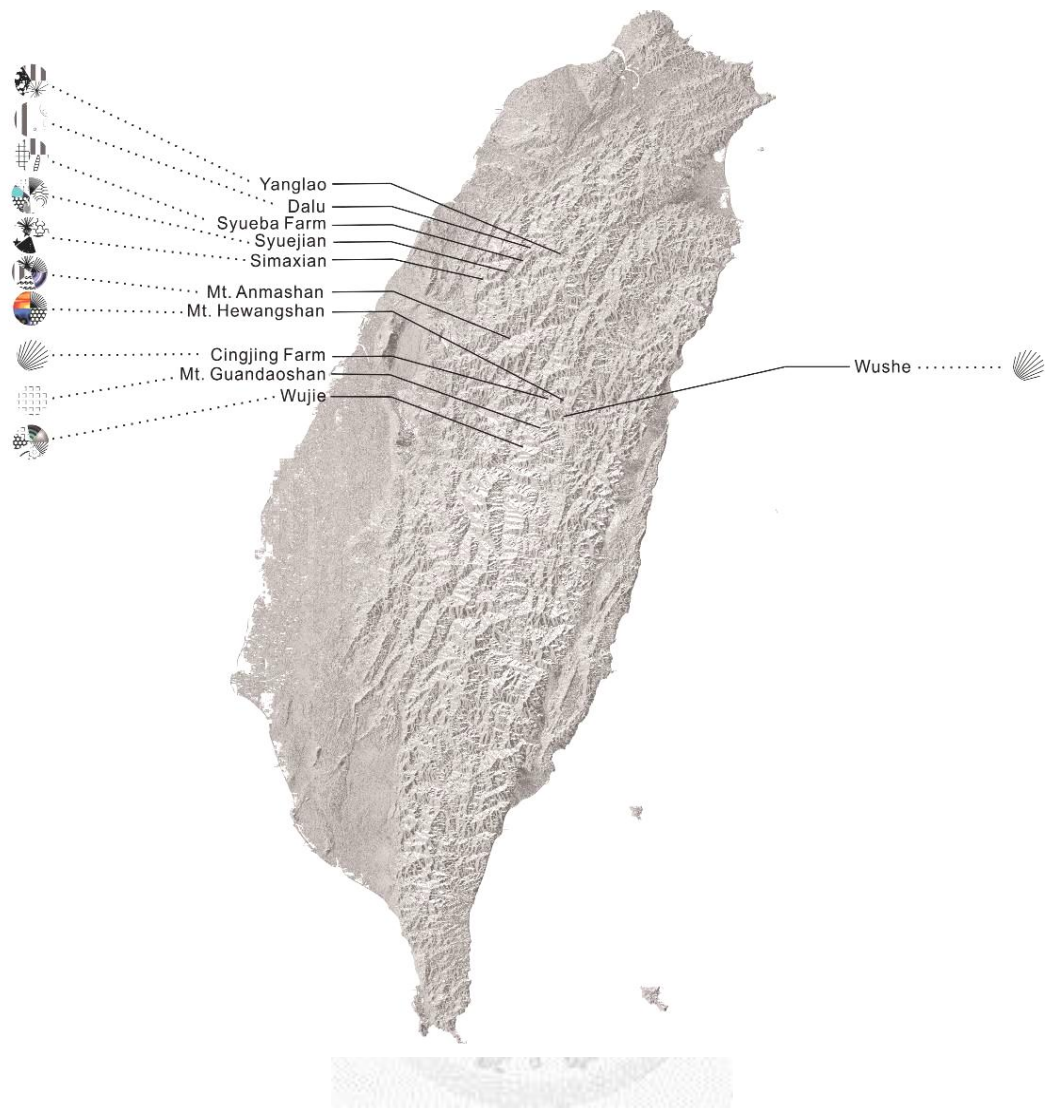 Yanglao
Dalu
Syueba Farm
Syuejian
Simaxian
Mt. Anmashan
Mt. Hewangshan
Cingjing Farm
Wushe
Mt. Guandaoshan
Wujie